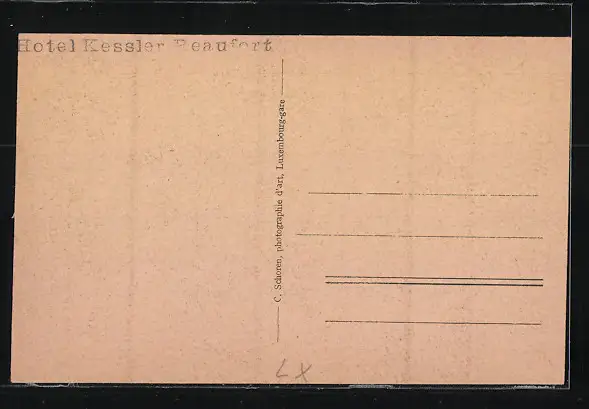 Hotel Kessler Beaufort
C. Schoren, photographie d'art, Luxembourg-gare
LX